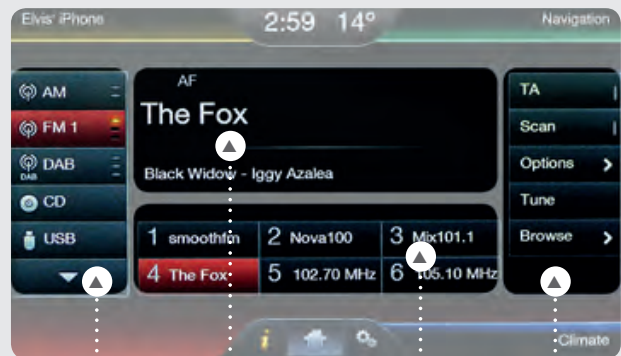 Elvis' iPhone
2:59 14°
Navigation
AM
FM 1
DAB
DAB
CD
USB
AF
The Fox
Black Widow - Iggy Azalea
1 smoothfm
2 Nova100
3 Mix101.1
4 The Fox
5 102.70 MHz
6 105.10 MHz
TA
Scan
Options
Tune
Browse
i
Climate